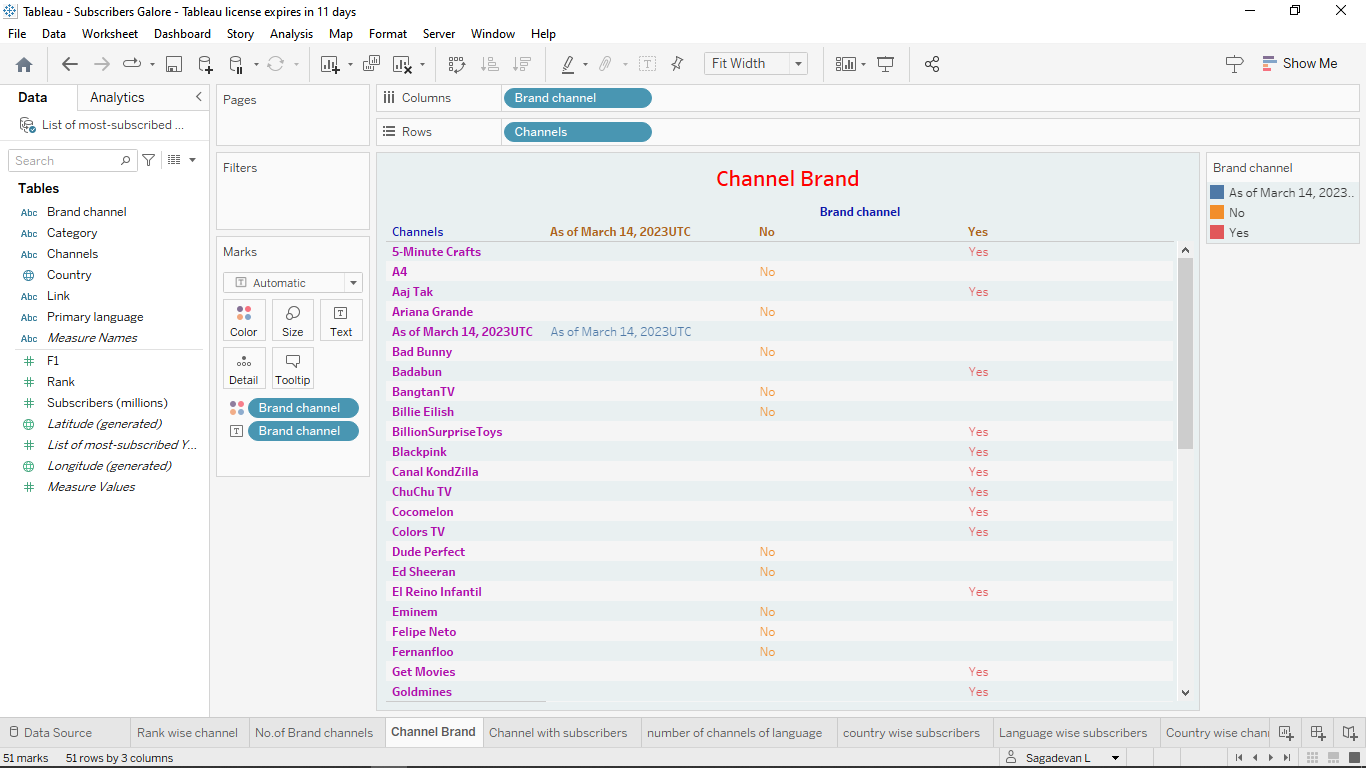 Tableau - Subscribers Galore - Tableau license expires in 11 days
File Data Worksheet Dashboard Story Analysis Map Format Server Window Help
Fit Width
Show Me
Data Analytics
List of most-subscribed ...
Search
Tables
Abc Brand channel
Abc Category
Abc Channels
Country
Abc Link
Abc Primary language
Abc Measure Names
F1
Rank
Subscribers (millions)
Latitude (generated)
List of most-subscribed Y...
Longitude (generated)
Measure Values
Pages
Filters
Marks
Automatic
Color Size Text
Detail Tooltip
Brand channel
Brand channel
Columns Brand channel
Rows Channels
Channel Brand
Brand channel
Channels As of March 14, 2023UTC No Yes
5-Minute Crafts Yes
A4 No
Aaj Tak Yes
Ariana Grande No
As of March 14, 2023UTC As of March 14, 2023UTC
Bad Bunny No
Badabun Yes
BangtanTV No
Billie Eilish No
BillionSurpriseToys Yes
Blackpink Yes
Canal KondZilla Yes
ChuChu TV Yes
Cocomelon Yes
Colors TV Yes
Dude Perfect No
Ed Sheeran No
El Reino Infantil Yes
Eminem No
Felipe Neto No
Fernanfloo No
Get Movies Yes
Goldmines Yes
Brand channel
As of March 14, 2023..
No
Yes
Data Source Rank wise channel No.of Brand channels Channel Brand Channel with subscribers number of channels of language country wise subscribers Language wise subscribers Country wise chann
51 marks 51 rows by 3 columns Sagadevan L